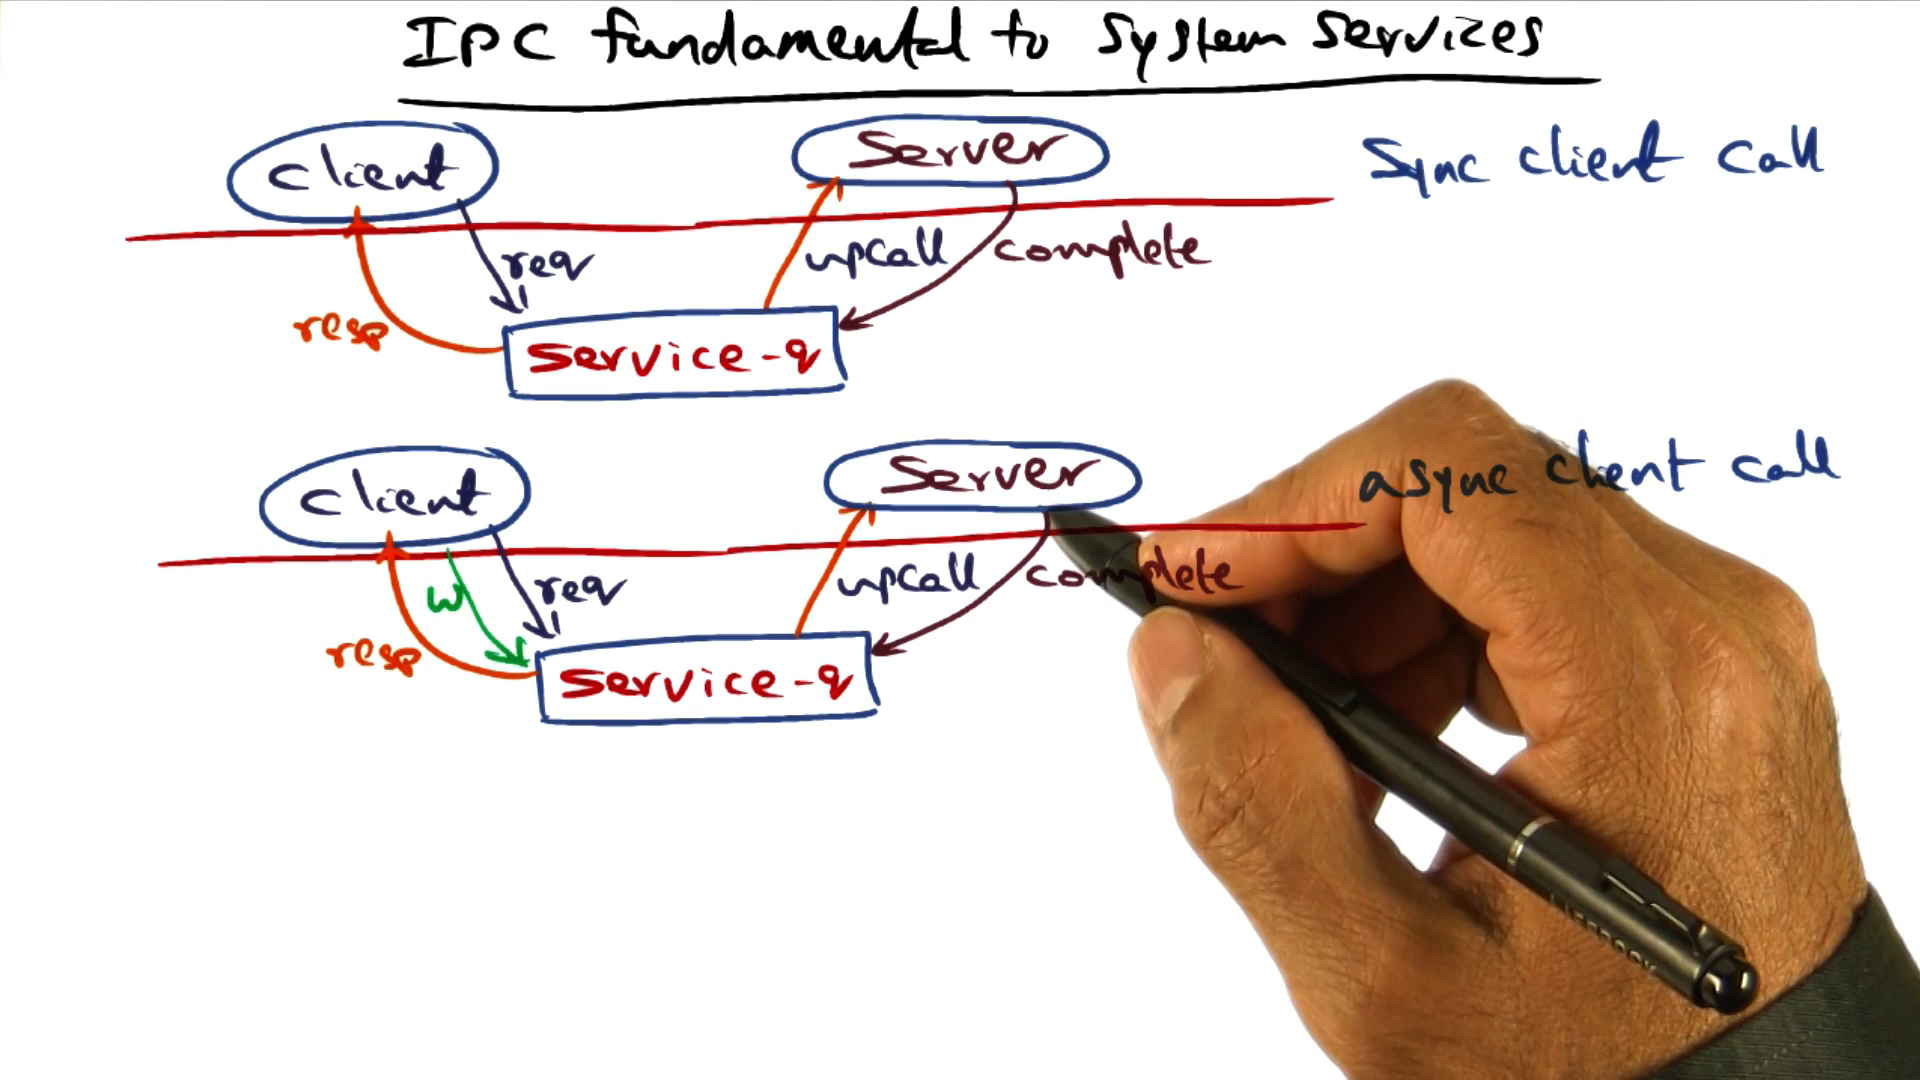 IPC fundamental to System Services
client
Server
Sync client call
req
upcall
complete
resp
Service-q
client
Server
async client call
w
req
upcall
complete
resp
Service-q